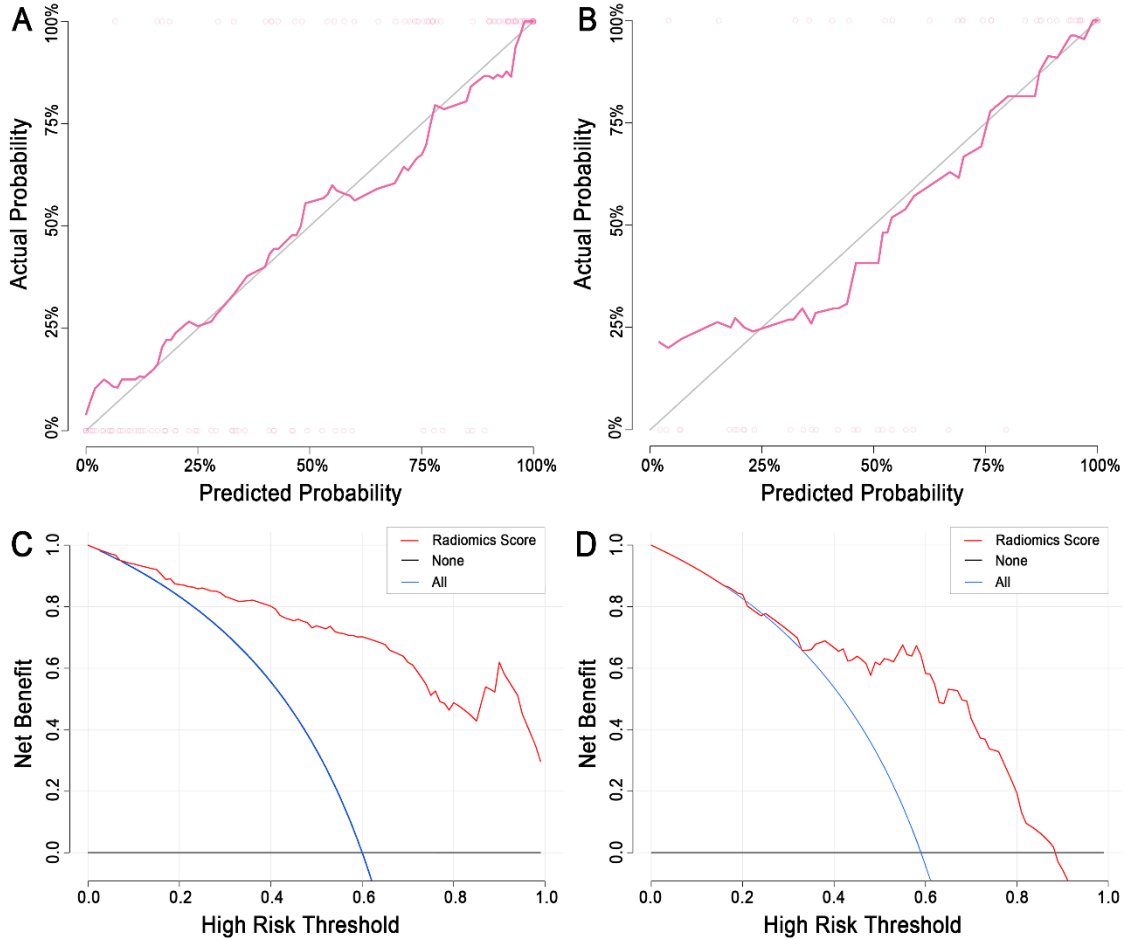 A
Actual Probability
100%
75%
50%
25%
0%
0% 25% 50% 75% 100%
Predicted Probability
B
Actual Probability
100%
75%
50%
25%
0%
0% 25% 50% 75% 100%
Predicted Probability
C
Net Benefit
1.0
0.8
0.6
0.4
0.2
0.0
Radiomics Score
None
All
0.0 0.2 0.4 0.6 0.8 1.0
High Risk Threshold
D
Net Benefit
1.0
0.8
0.6
0.4
0.2
0.0
Radiomics Score
None
All
0.0 0.2 0.4 0.6 0.8 1.0
High Risk Threshold